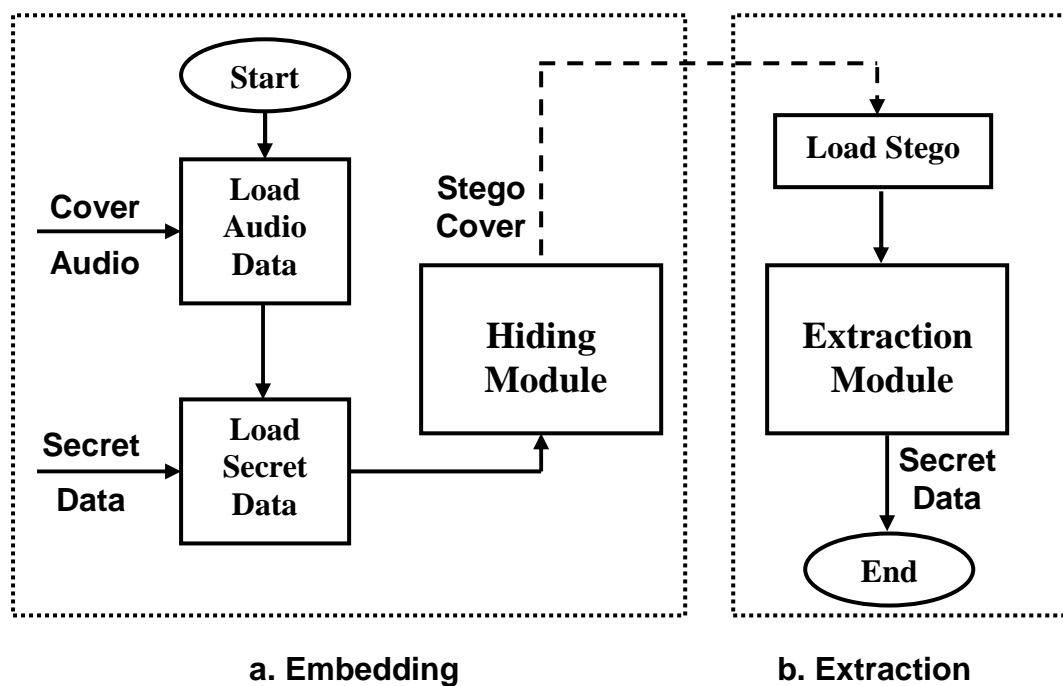 Start
Load
Audio
Data
Cover
Audio
Load
Secret
Data
Secret
Data
Hiding
Module
Stego
Cover
Load Stego
Extraction
Module
Secret
Data
End
a. Embedding
b. Extraction